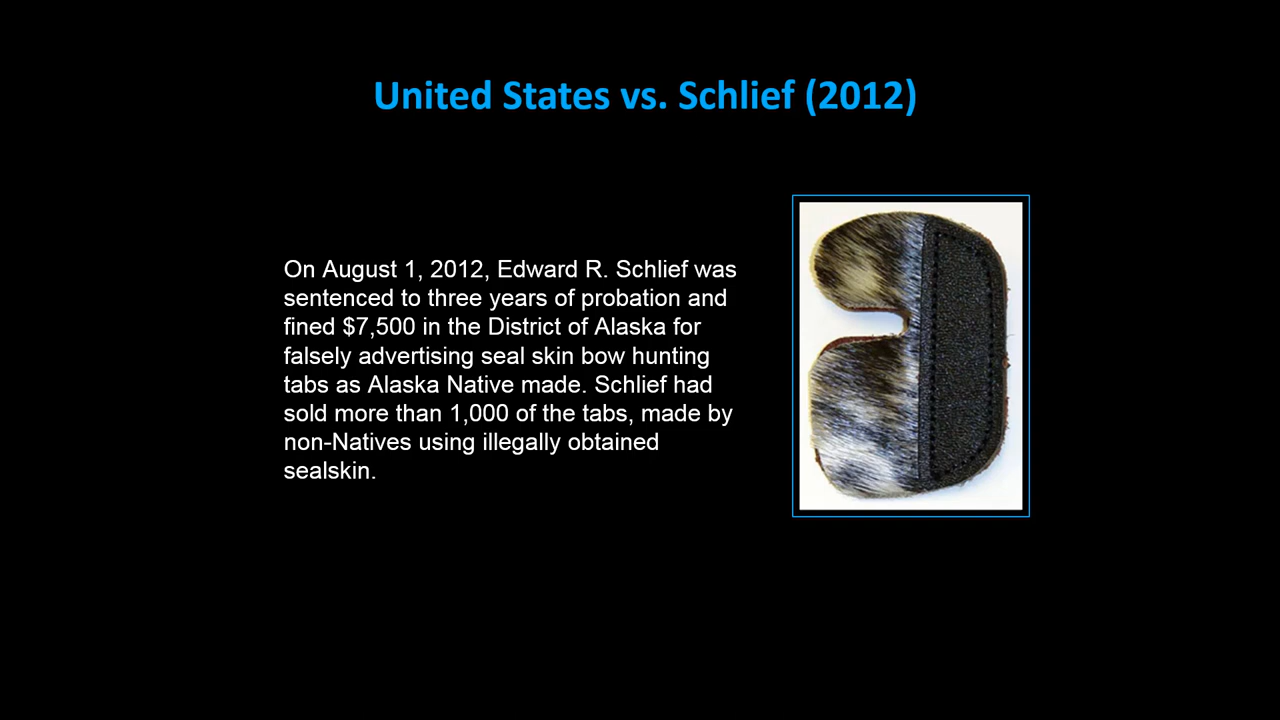 United States vs. Schlief (2012)
On August 1, 2012, Edward R. Schlief was
sentenced to three years of probation and
fined $7,500 in the District of Alaska for
falsely advertising seal skin bow hunting
tabs as Alaska Native made. Schlief had
sold more than 1,000 of the tabs, made by
non-Natives using illegally obtained
sealskin.